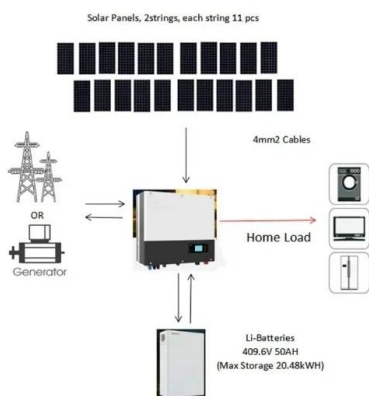 Solar Panels, 2strings, each string 11 pcs
4mm2 Cables
OR
Generator
Home Load
Li-Batteries
409.6V 50AH
(Max Storage 20.48kWH)